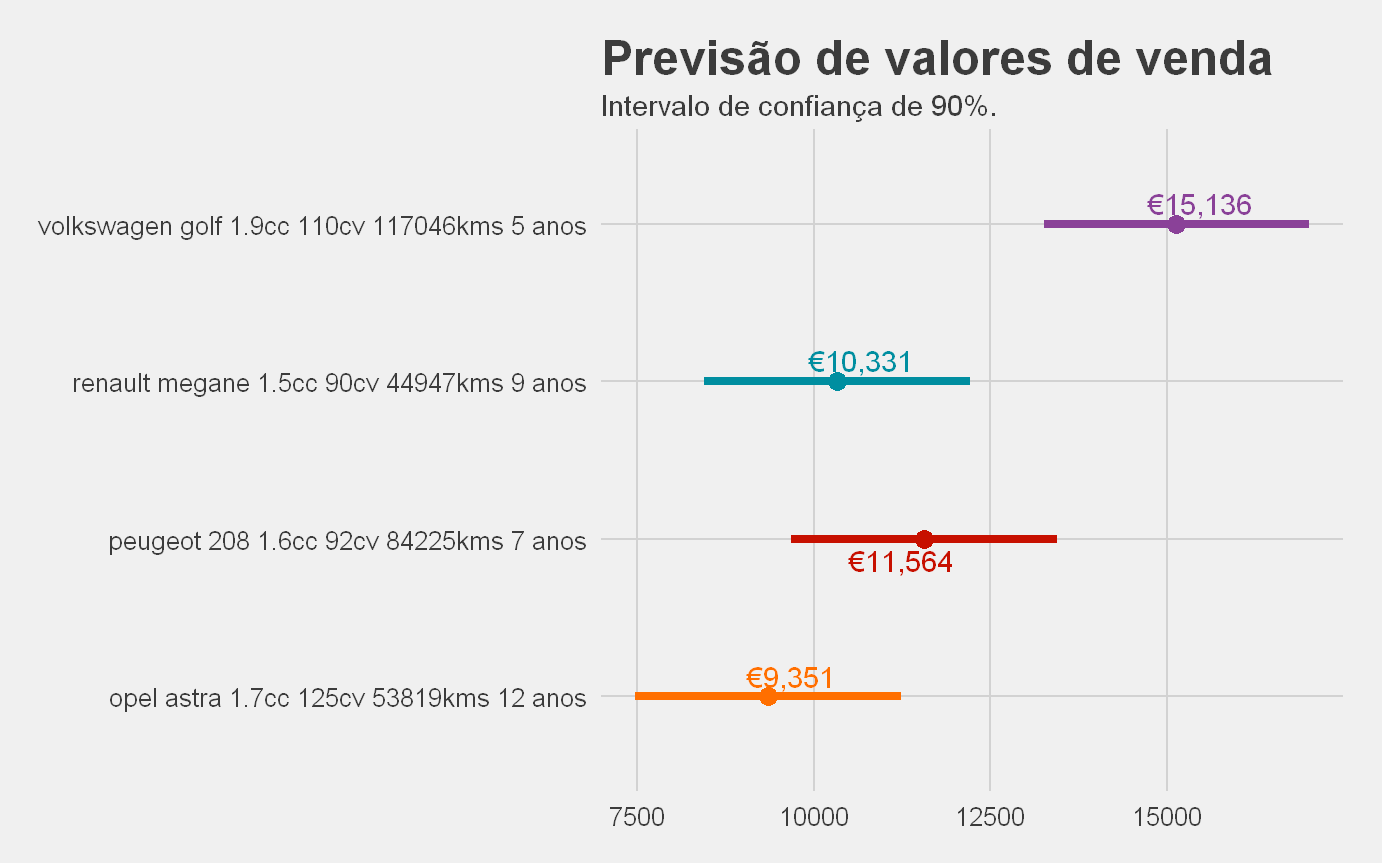 Previsão de valores de venda
Intervalo de confiança de 90%.
volkswagen golf 1.9cc 110cv 117046kms 5 anos
€15,136
renault megane 1.5cc 90cv 44947kms 9 anos
€10,331
peugeot 208 1.6cc 92cv 84225kms 7 anos
€11,564
opel astra 1.7cc 125cv 53819kms 12 anos
€9,351
7500 10000 12500 15000